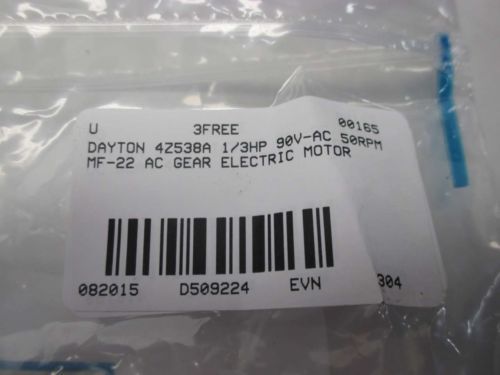 U 3FREE 00165
DAYTON 4Z538A 1/3HP 90V-AC 50RPM
MF-22 AC GEAR ELECTRIC MOTOR
082015 D509224 EVN 304